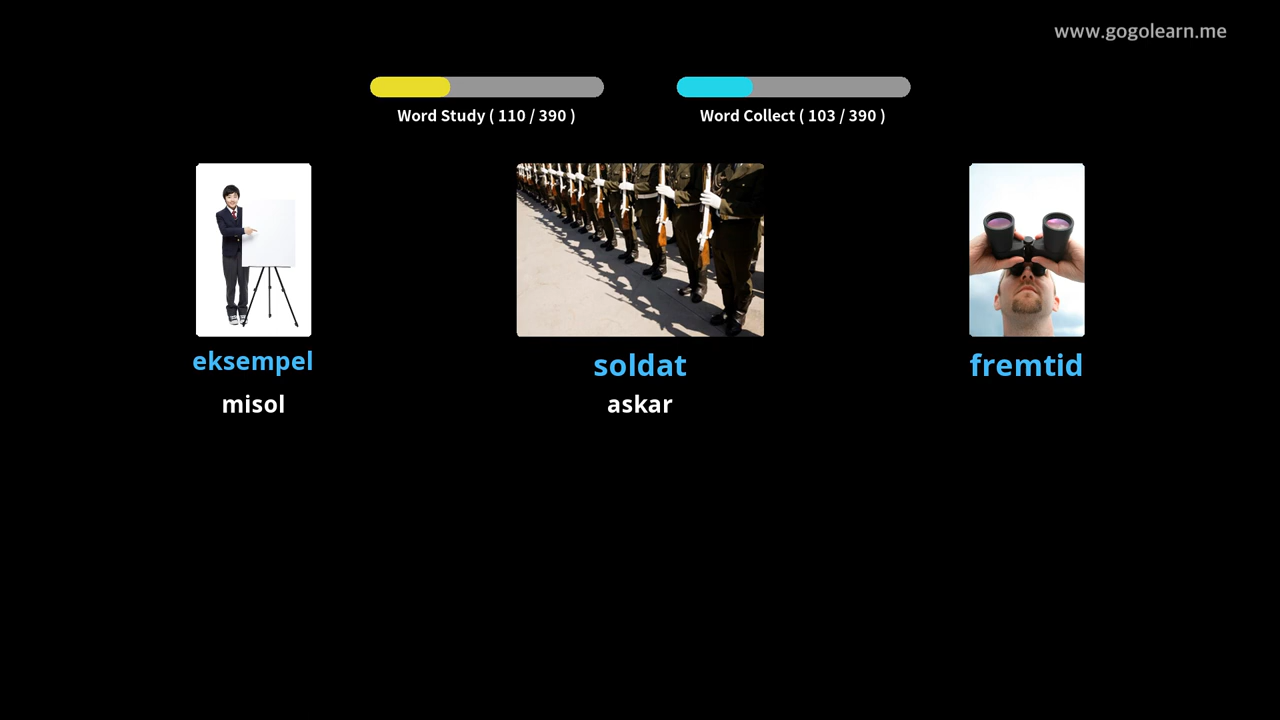 www.gogolearn.me
Word Study ( 110 / 390 )
Word Collect ( 103 / 390 )
eksempel
soldat
fremtid
misol
askar